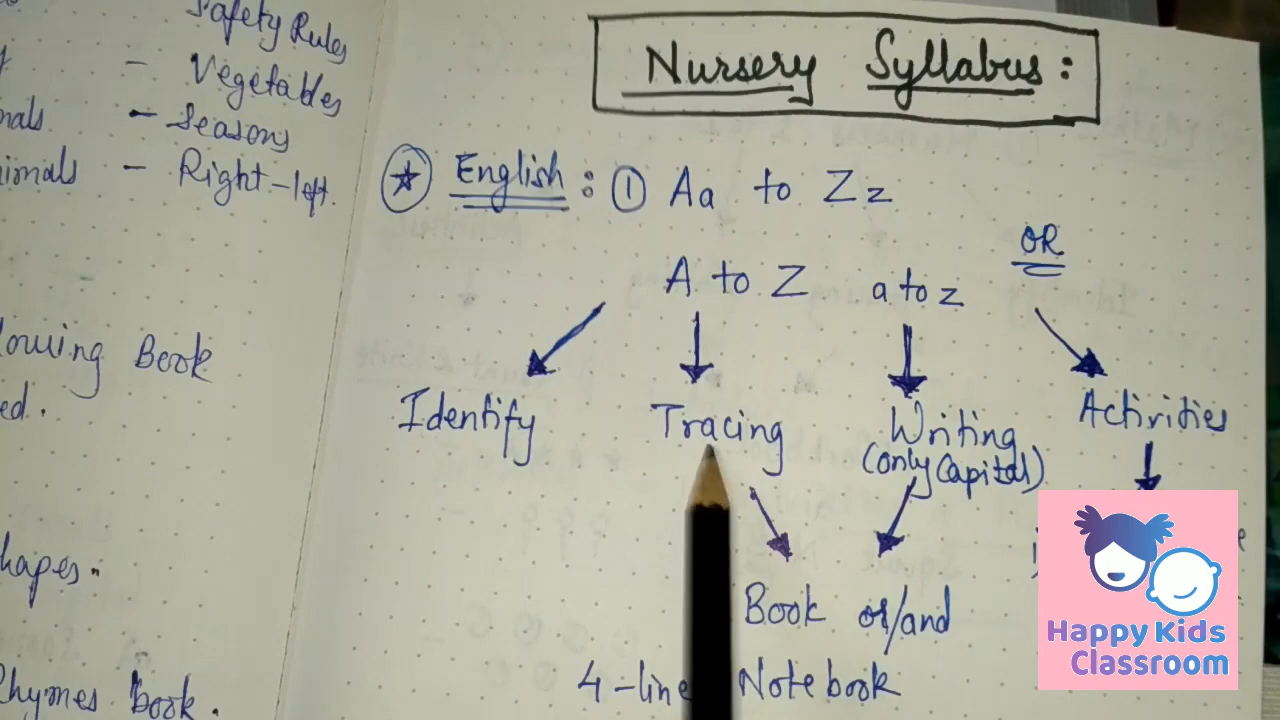 Safety Rules
- Vegetables
nals - Seasons
imals - Right-left.
louring Book
ed.
hapes.
Rhymes book.
Nursery Syllabus:
English: 1 Aa to Zz
OR
A to Z a to z
Identify Tracing Writing Activities
(only Capital)
Book or/and
4-line Notebook
Happy Kids
Classroom